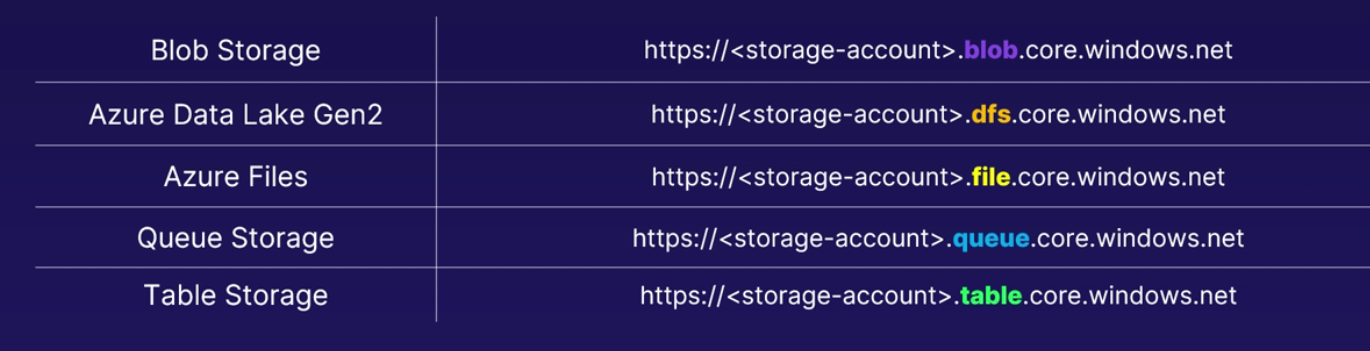 Blob Storage https://<storage-account>.blob.core.windows.net
Azure Data Lake Gen2 https://<storage-account>.dfs.core.windows.net
Azure Files https://<storage-account>.file.core.windows.net
Queue Storage https://<storage-account>.queue.core.windows.net
Table Storage https://<storage-account>.table.core.windows.net